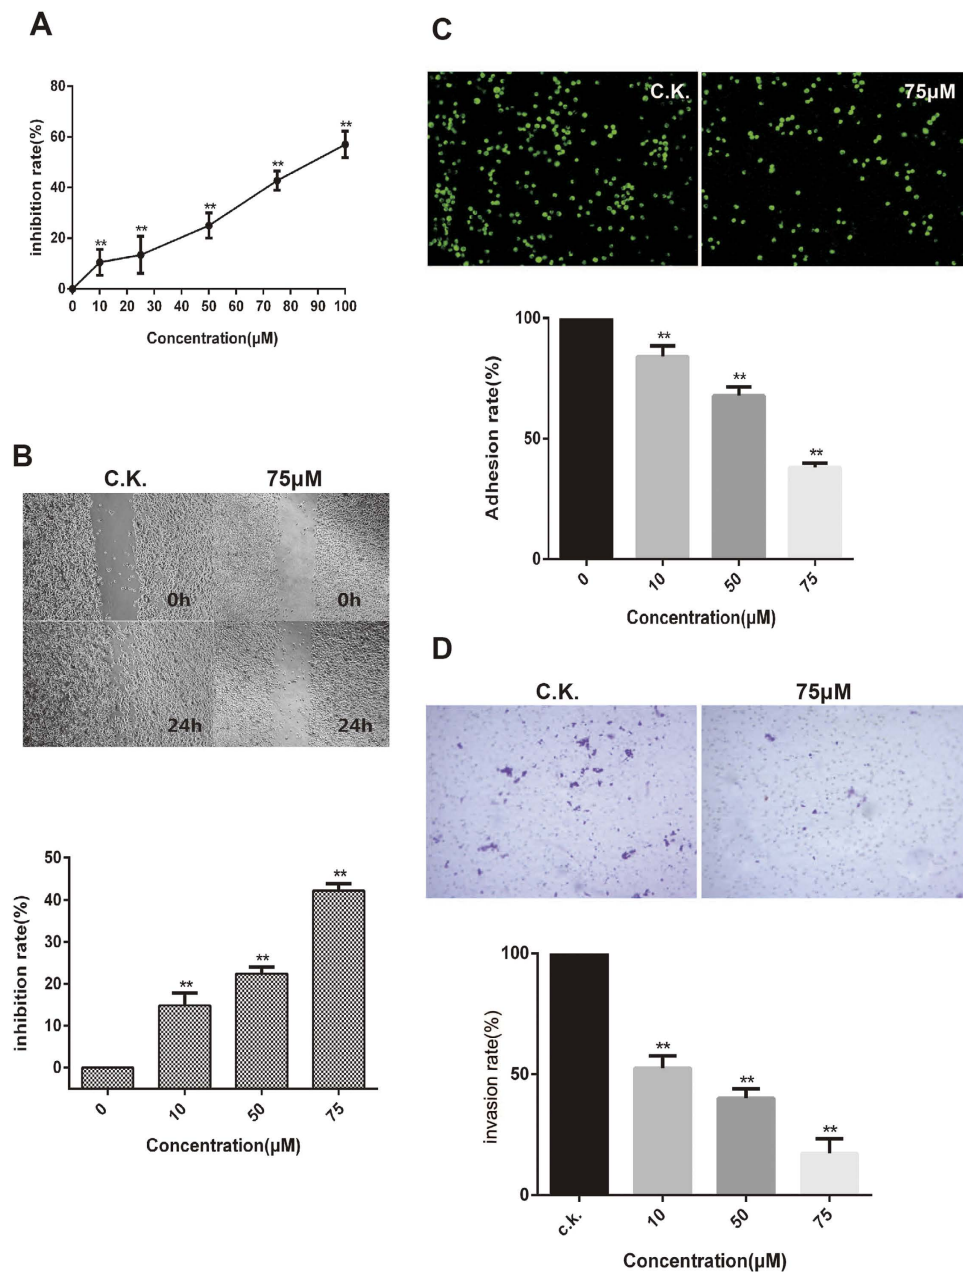 A
inhibition rate(%)
80
60
40
20
0
**
**
**
**
**
0 10 20 30 40 50 60 70 80 90 100
Concentration(µM)
B
C.K. 75µM
0h 0h
24h 24h
inhibition rate(%)
50
40
30
20
10
0
**
**
**
0 10 50 75
Concentration(µM)
C
C.K. 75µM
Adhesion rate(%)
100
50
0
**
**
**
0 10 50 75
Concentration(µM)
D
C.K. 75µM
invasion rate(%)
100
50
0
**
**
**
c.k. 10 50 75
Concentration(µM)